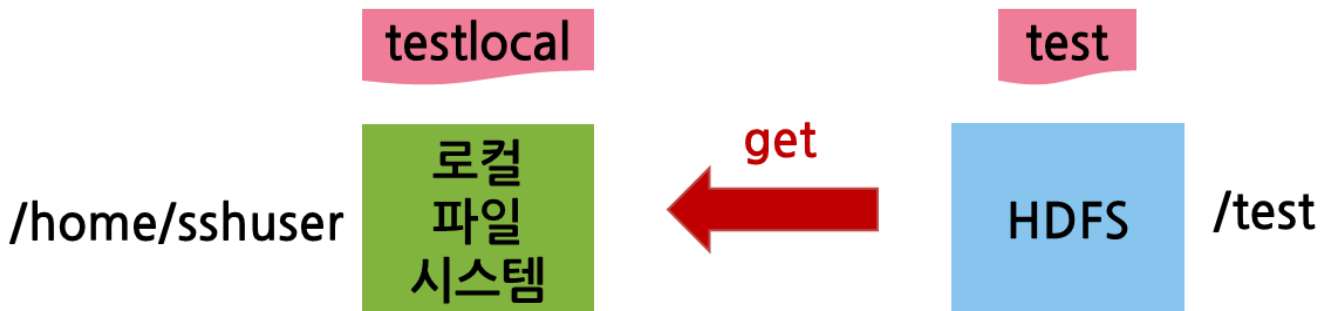 testlocal
test
get
/home/sshuser
로컬
파일
시스템
HDFS
/test